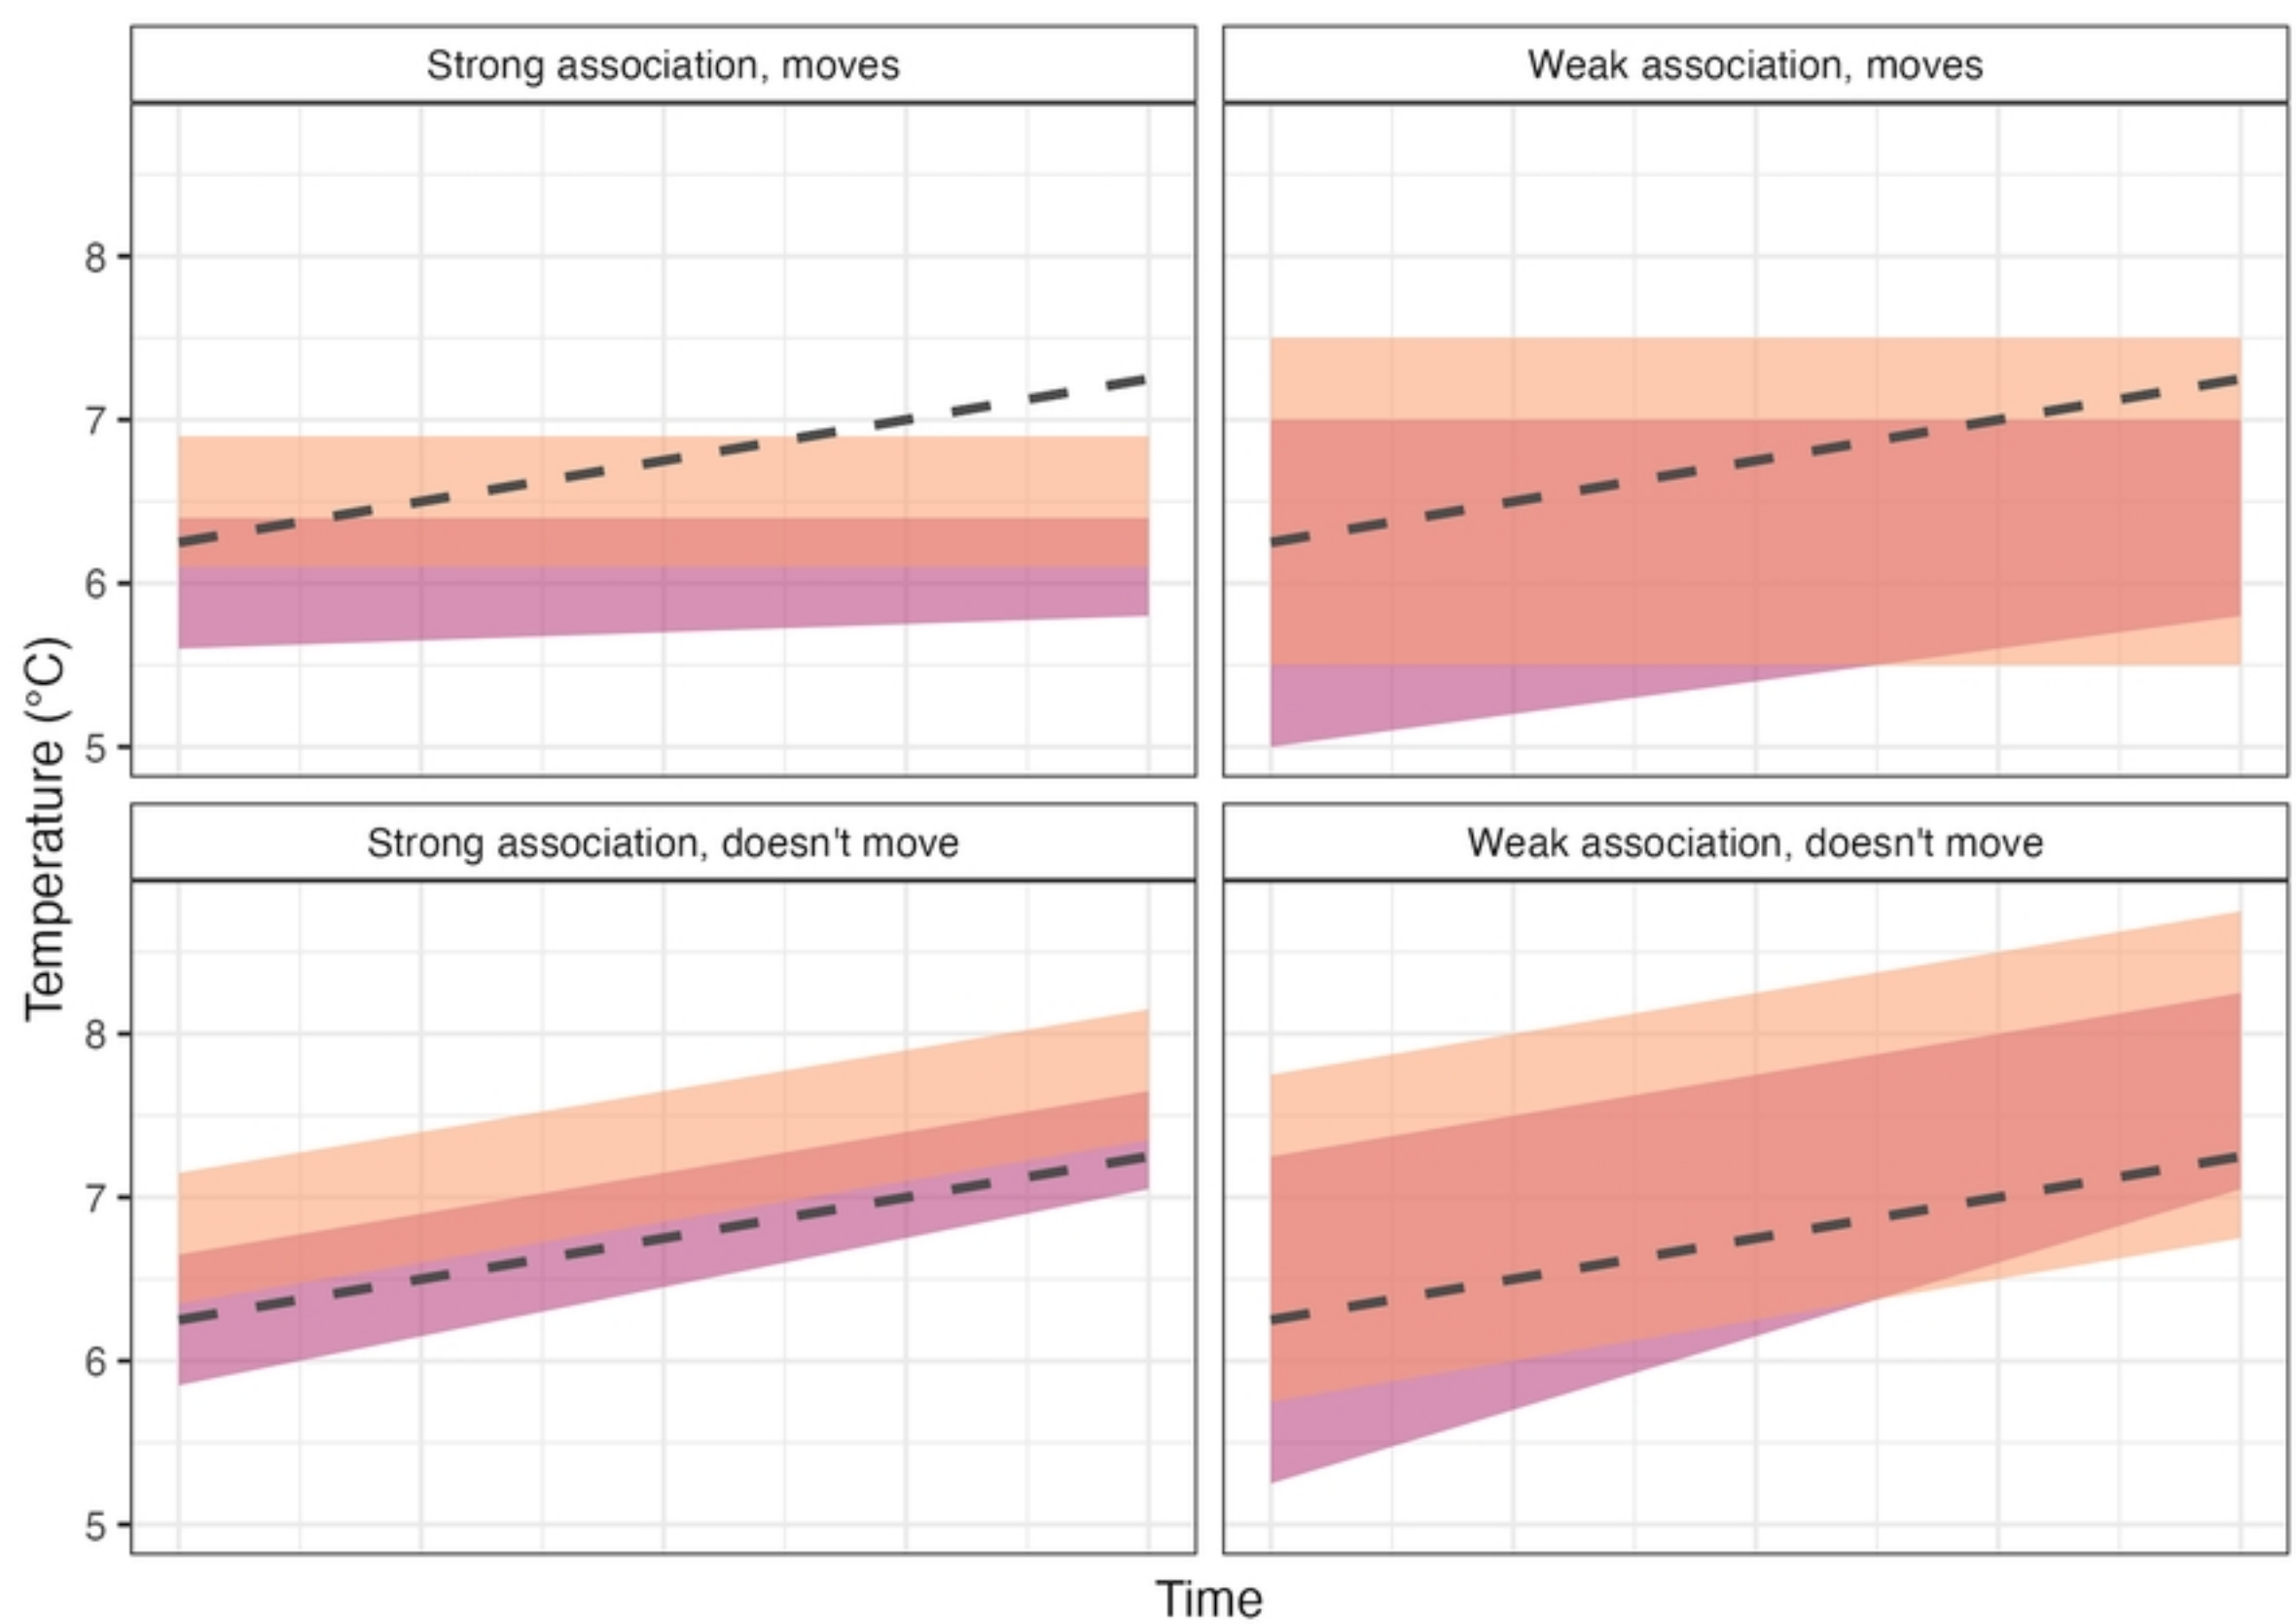 Strong association, moves
Weak association, moves
8
7
6
5
Temperature (°C)
Strong association, doesn't move
Weak association, doesn't move
8
7
6
5
Time